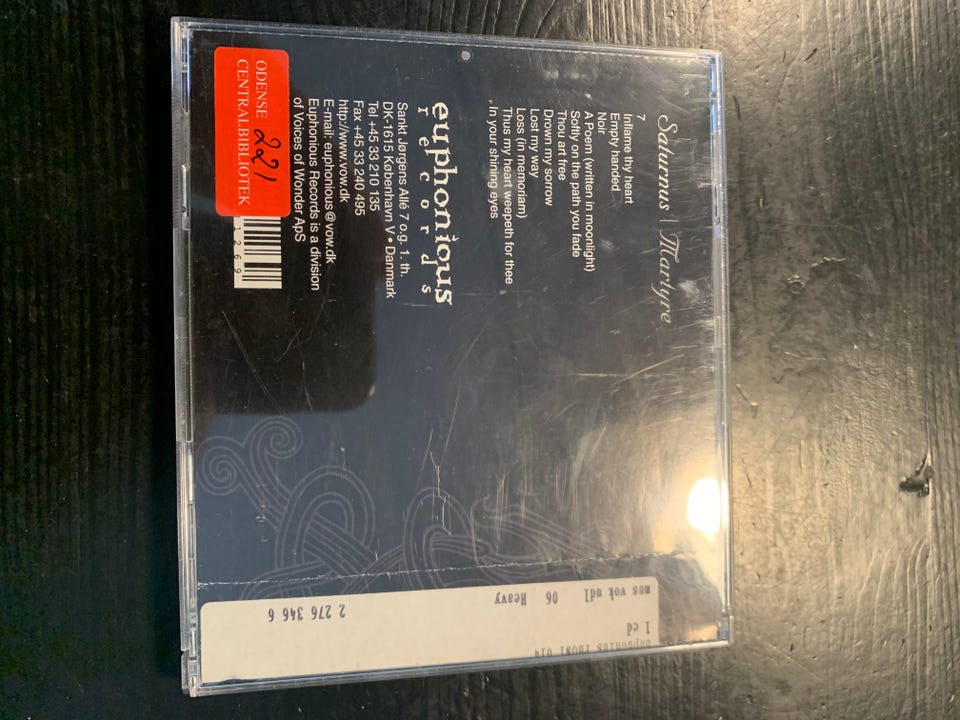 Saturnus | Martyre
7
Inflame thy heart
Empty handed
Noir
A Poem (written in moonlight)
Softly on the path you fade
Thou art free
Drown my sorrow
Lost my way
Loss (in memoriam)
Thus my heart weepeth for thee
In your shining eyes
euphonious
records
Sankt Jørgens Allé 7 o.g. 1. th.
DK-1615 København V • Danmark
Tel +45 33 210 135
Fax +45 33 240 495
http://www.vow.dk
E-mail: euphonious@vow.dk
Euphonious Records is a division
of Voices of Wonder ApS
ODENSE
221
CENTRALBIBLIOTEK
1269
1 cd
mus vok udl 06 Heavy
2 276 346 6